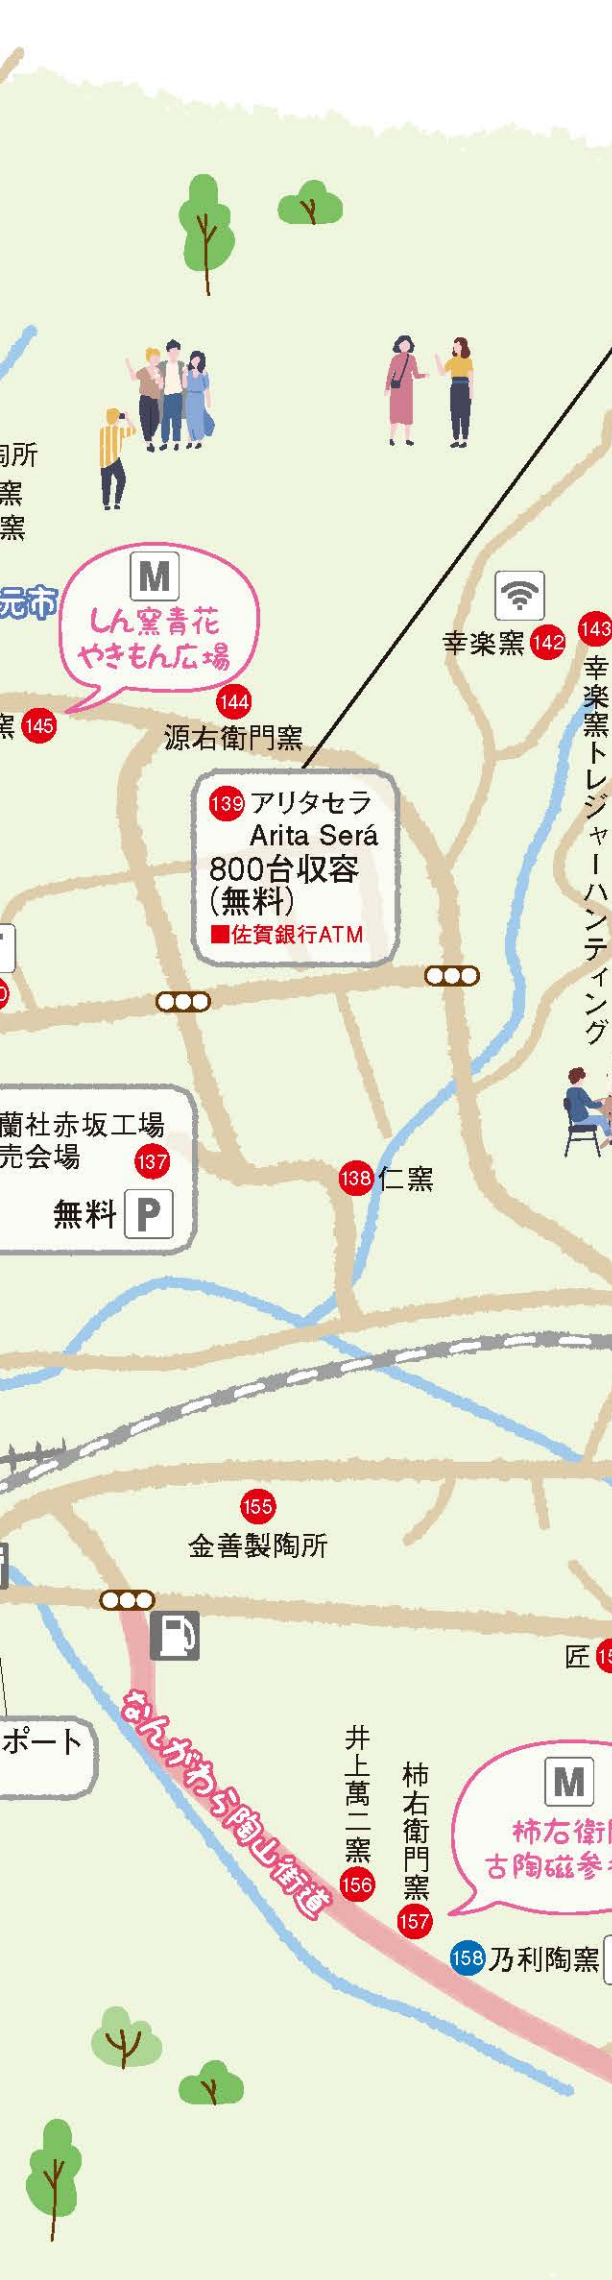 陶所
窯
窯
元市
M
しん窯青花
やきもん広場
幸楽窯 142
143
幸楽窯トレジャーハンティング
144
源右衛門窯
窯 145
139 アリタセラ
Arita Será
800台収容
(無料)
■佐賀銀行ATM
蘭社赤坂工場
売会場 137
無料 P
138 仁窯
155
金善製陶所
匠
ポート
なんがわら陶山街道
井上萬二窯
156
柿右衛門窯
157
M
柿右衛門
古陶磁参
158 乃利陶窯